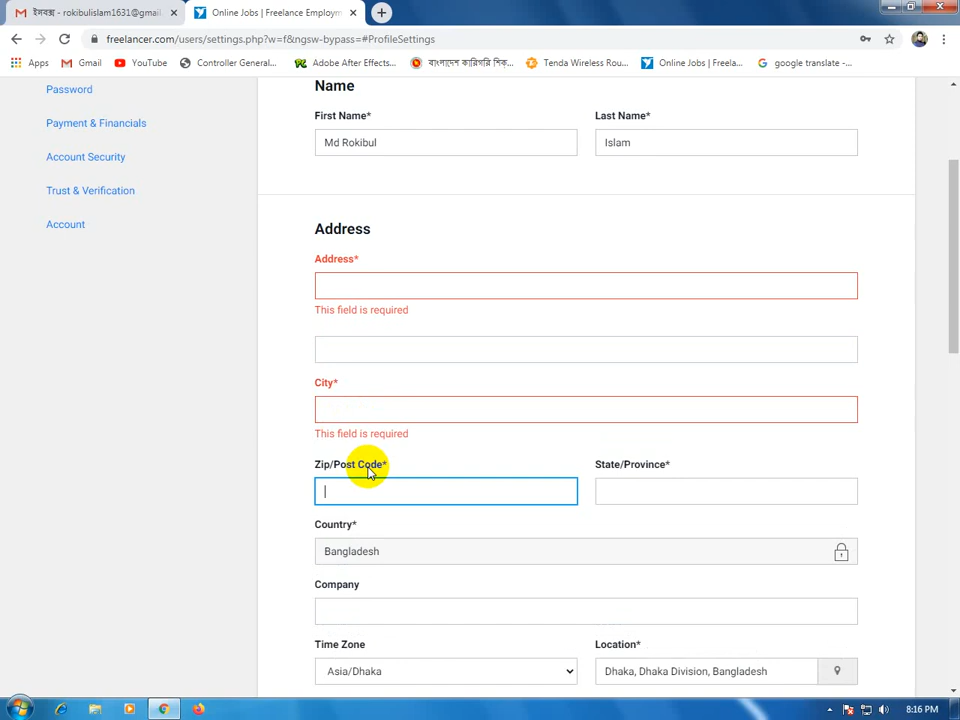 ইনবক্স - rokibulislam1631@gmail.
Online Jobs | Freelance Employm
freelancer.com/users/settings.php?w=f&ngsw-bypass=#ProfileSettings
Apps
Gmail
YouTube
Controller General...
Adobe After Effects...
বাংলাদেশ কারিগরি শিক্...
Tenda Wireless Rou...
Online Jobs | Freela...
google translate -...
Password
Payment & Financials
Account Security
Trust & Verification
Account
Name
First Name*
Last Name*
Md Rokibul
Islam
Address
Address*
This field is required
City*
This field is required
Zip/Post Code*
State/Province*
Country*
Bangladesh
Company
Time Zone
Location*
Asia/Dhaka
Dhaka, Dhaka Division, Bangladesh
8:16 PM